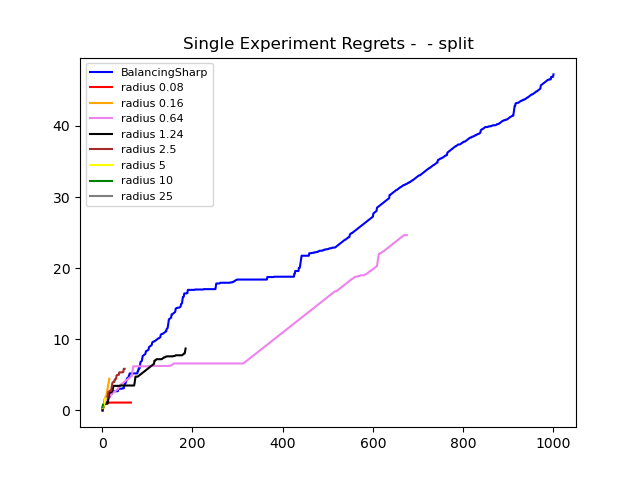 Single Experiment Regrets -  - split
BalancingSharp
radius 0.08
radius 0.16
radius 0.64
radius 1.24
radius 2.5
radius 5
radius 10
radius 25
40
30
20
10
0
0 200 400 600 800 1000